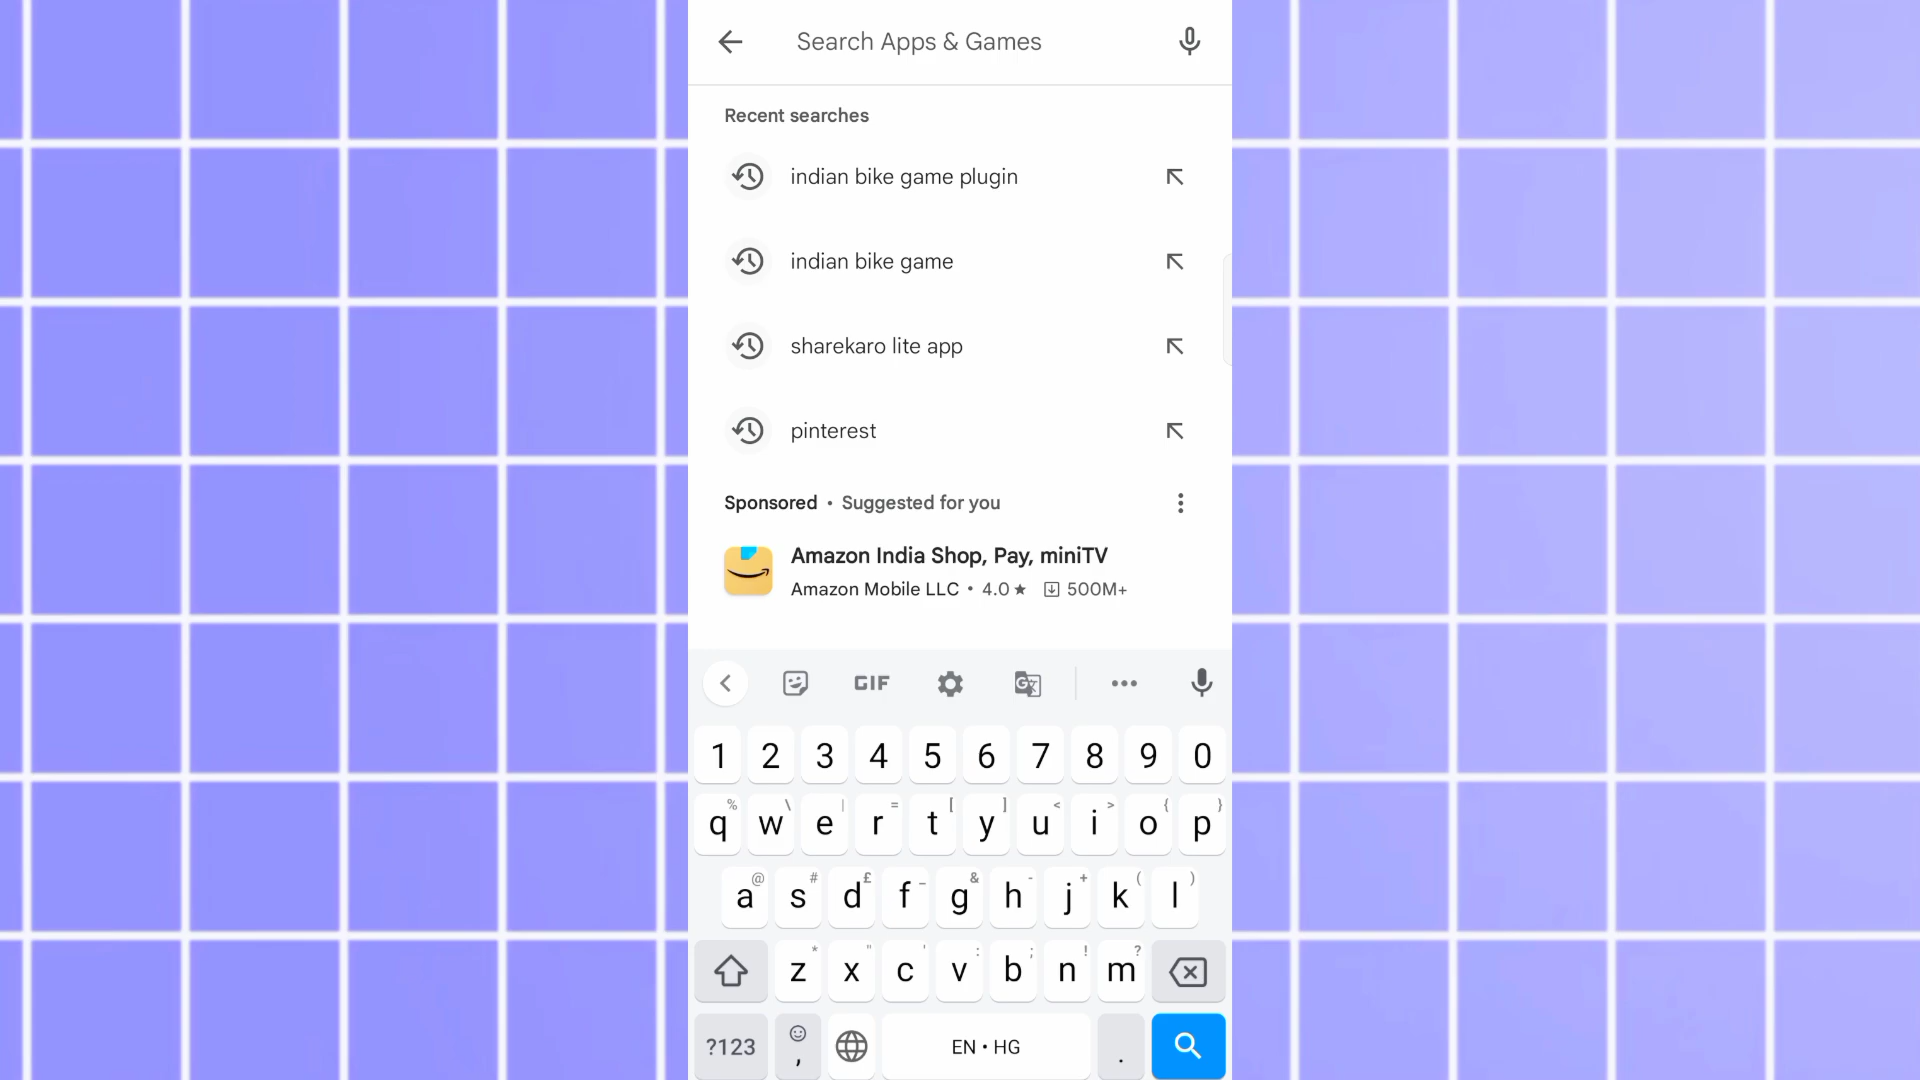 Search Apps & Games
Recent searches
indian bike game plugin
indian bike game
sharekaro lite app
pinterest
Sponsored • Suggested for you
Amazon India Shop, Pay, miniTV
Amazon Mobile LLC • 4.0 ★ 500M+
GIF
1 2 3 4 5 6 7 8 9 0
% \ | = [ ] < > { }
q w e r t y u i o p
@ # £ _ & - + ( )
a s d f g h j k l
* " ' : ; ! ?
z x c v b n m
?123 , EN • HG .